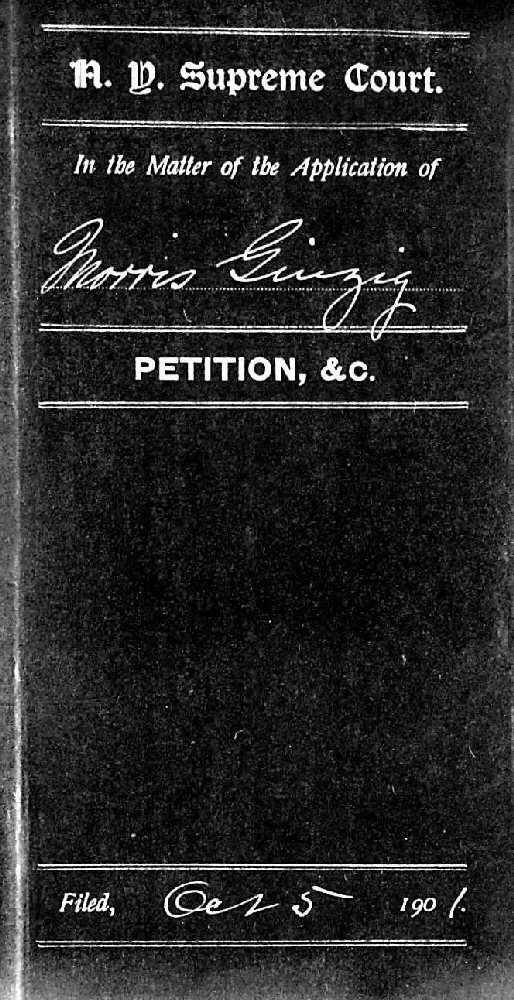 N. Y. Supreme Court.
In the Matter of the Application of
Morris Ginzig
PETITION, &c.
Filed, Oct 5 1901.